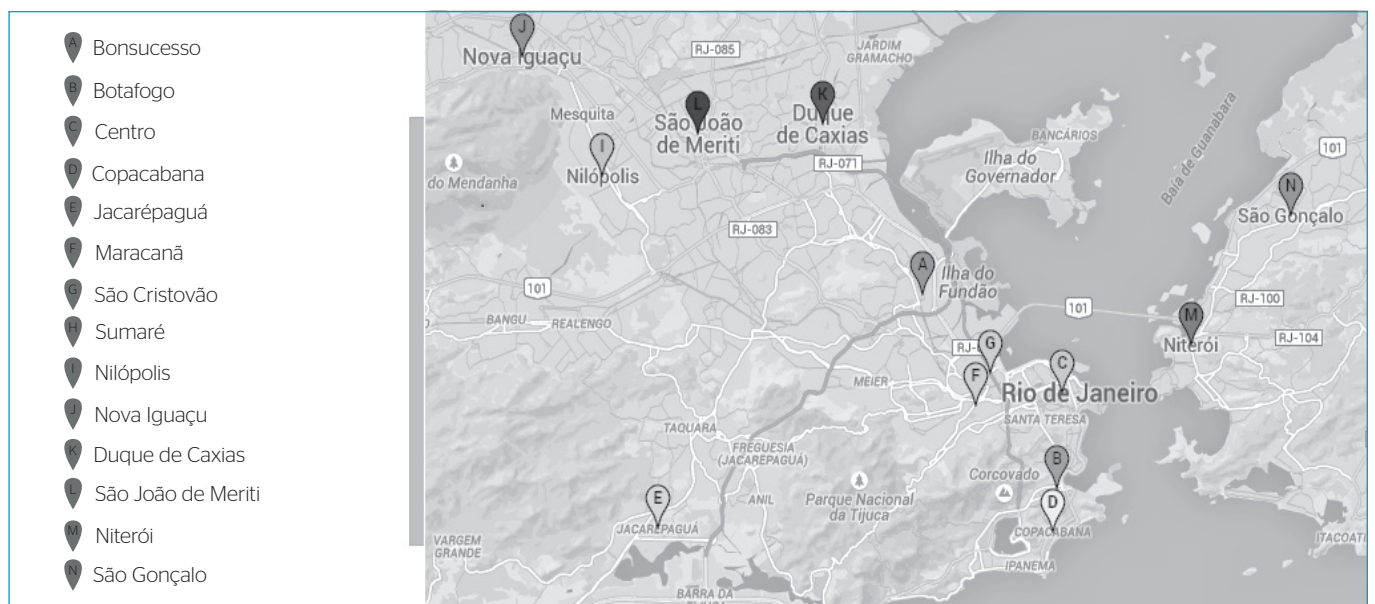 A Bonsucesso
B Botafogo
C Centro
D Copacabana
E Jacarépaguá
F Maracanã
G São Cristovão
H Sumaré
I Nilópolis
J Nova Iguaçu
K Duque de Caxias
L São João de Meriti
M Niterói
N São Gonçalo
J
Nova Iguaçu
RJ-085
JARDIM
GRAMACHO
Mesquita
L
São João
de Meriti
K
Duque
de Caxias
BANCÁRIOS
Baía de Guanabara
101
do Mendanha
I
Nilópolis
RJ-071
Ilha do
Governador
N
São Gonçalo
RJ-083
A
Ilha do
Fundão
101
RJ-100
101
BANGU
REALENGO
M
Niterói
RJ-104
RJ-
G
F
C
MEIER
Rio de Janeiro
SANTA TERESA
TAQUARA
FREGUESIA
(JACAREPAGUÁ)
B
Corcovado
E
JACAREPAGUÁ
ANIL
Parque Nacional
da Tijuca
D
COPACABANA
VARGEM
GRANDE
ITACOATI
IPANEMA
BARRA DA